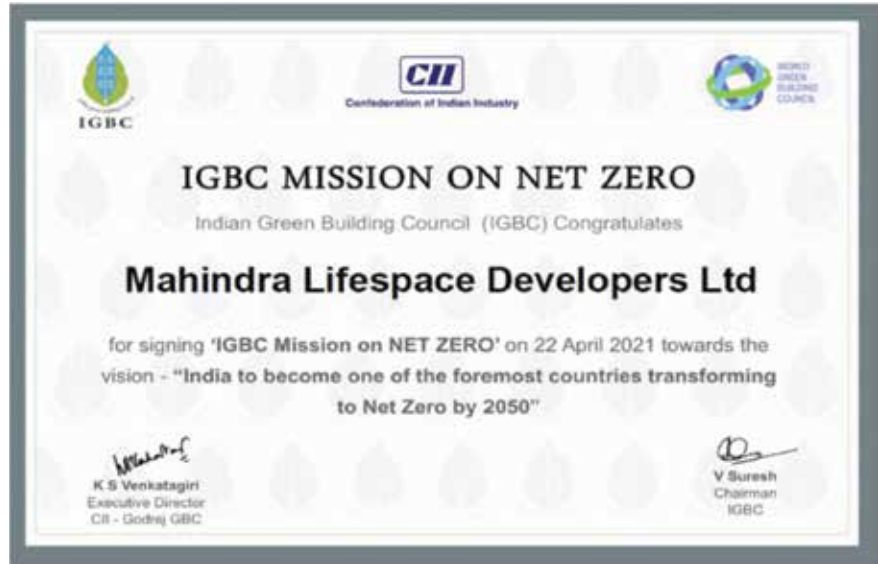 IGBC
CII
Confederation of Indian Industry
WORLD
GREEN
BUILDING
COUNCIL
IGBC MISSION ON NET ZERO
Indian Green Building Council (IGBC) Congratulates
Mahindra Lifespace Developers Ltd
for signing 'IGBC Mission on NET ZERO' on 22 April 2021 towards the
vision - "India to become one of the foremost countries transforming
to Net Zero by 2050"
K S Venkatagiri
Executive Director
CII - Godrej GBC
V Suresh
Chairman
IGBC